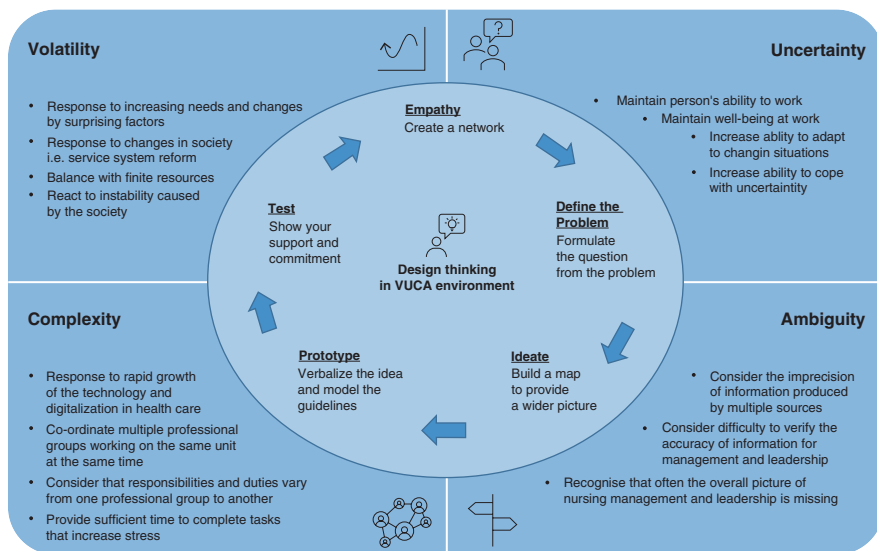 Volatility
• Response to increasing needs and changes
by surprising factors
• Response to changes in society
i.e. service system reform
• Balance with finite resources
• React to instability caused
by the society
Uncertainty
• Maintain person's ability to work
• Maintain well-being at work
• Increase ablity to adapt
to changin situations
• Increase ability to cope
with uncertaintity
?
Empathy
Create a network
Define the
Problem
Formulate
the question
from the problem
Ideate
Build a map
to provide
a wider picture
Prototype
Verbalize the idea
and model the
guidelines
Test
Show your
support and
commitment
Design thinking
in VUCA environment
Complexity
• Response to rapid growth
of the technology and
digitalization in health care
• Co-ordinate multiple professional
groups working on the same unit
at the same time
• Consider that responsibilities and duties vary
from one professional group to another
• Provide sufficient time to complete tasks
that increase stress
Ambiguity
• Consider the imprecision
of information produced
by multiple sources
• Consider difficulty to verify the
accuracy of information for
management and leadership
• Recognise that often the overall picture of
nursing management and leadership is missing